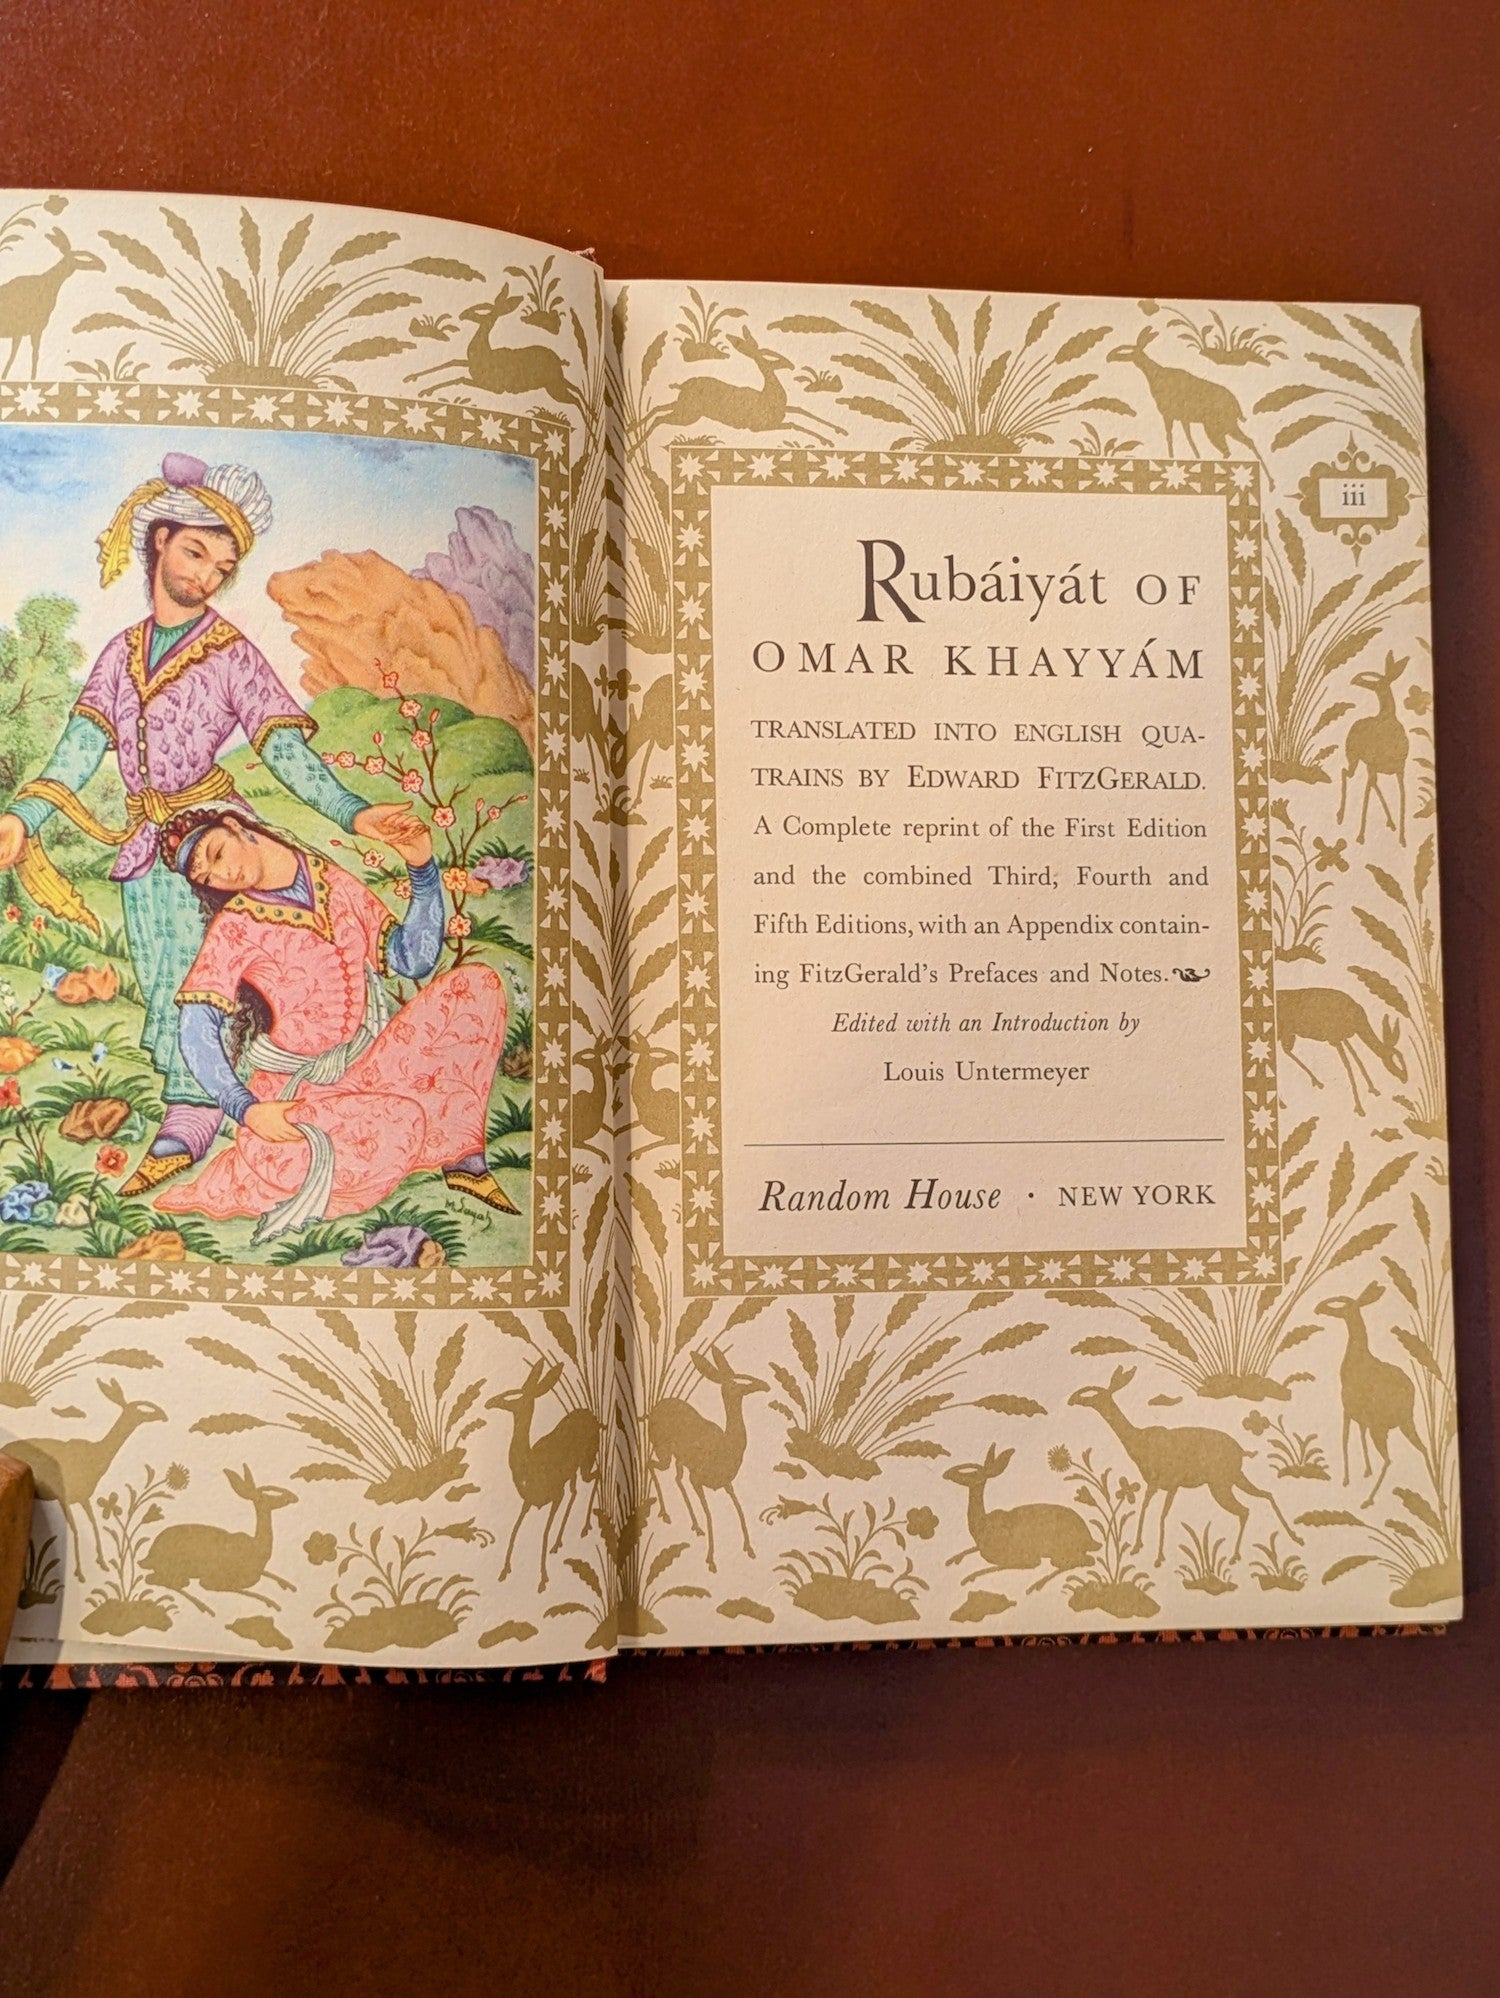 M. Sayah
iii
Rubáiyát OF
OMAR KHAYYÁM
TRANSLATED INTO ENGLISH QUA-
TRAINS BY EDWARD FITZGERALD.
A Complete reprint of the First Edition
and the combined Third, Fourth and
Fifth Editions, with an Appendix contain-
ing FitzGerald's Prefaces and Notes.
Edited with an Introduction by
Louis Untermeyer
Random House · NEW YORK